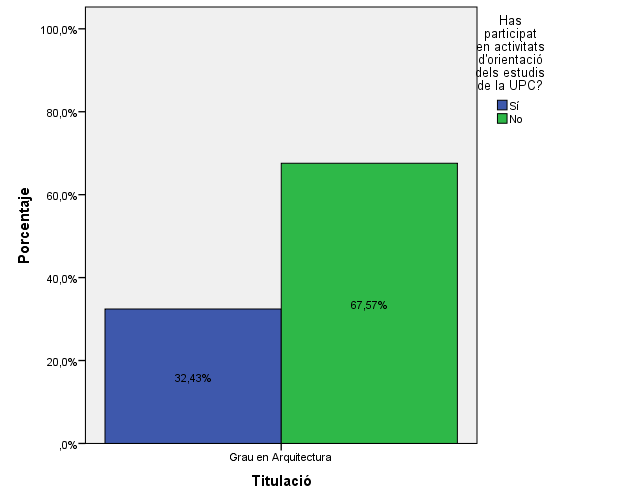 Has
participat
en activitats
d'orientació
dels estudis
de la UPC?
Sí
No
Porcentaje
100,0%
80,0%
60,0%
40,0%
20,0%
,0%
32,43%
67,57%
Grau en Arquitectura
Titulació